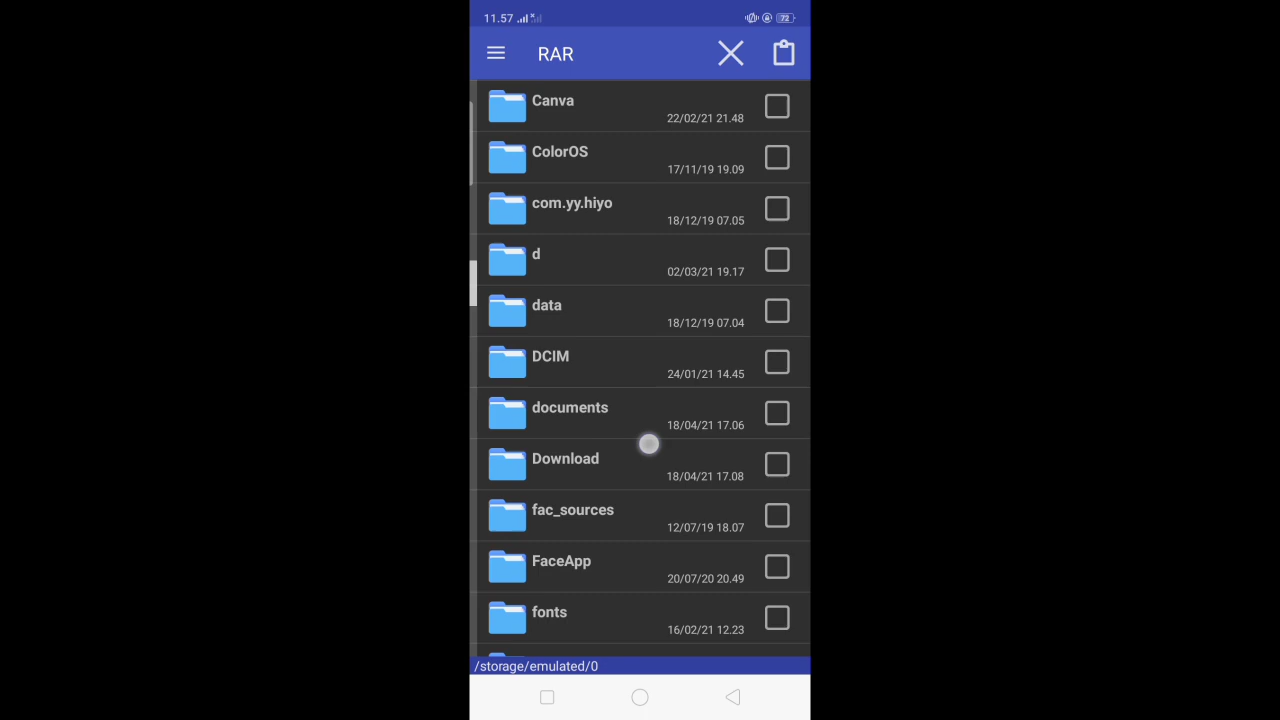 11.57
72
RAR
Canva
22/02/21 21.48
ColorOS
17/11/19 19.09
com.yy.hiyo
18/12/19 07.05
d
02/03/21 19.17
data
18/12/19 07.04
DCIM
24/01/21 14.45
documents
18/04/21 17.06
Download
18/04/21 17.08
fac_sources
12/07/19 18.07
FaceApp
20/07/20 20.49
fonts
16/02/21 12.23
/storage/emulated/0